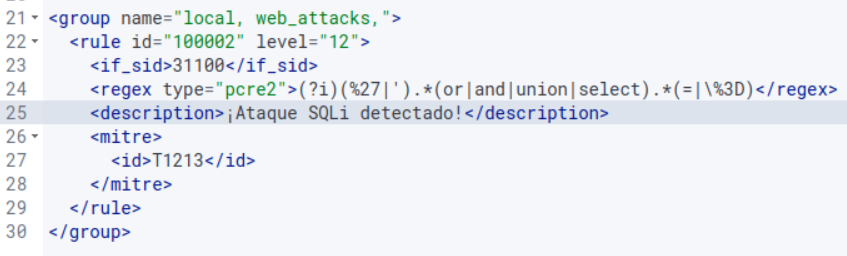 21 <group name="local, web_attacks,">
22 <rule id="100002" level="12">
23 <if_sid>31100</if_sid>
24 <regex type="pcre2">(?i)(%27|').*(or|and|union|select).*(=|\%3D)</regex>
25 <description>¡Ataque SQLi detectado!</description>
26 <mitre>
27 <id>T1213</id>
28 </mitre>
29 </rule>
30 </group>